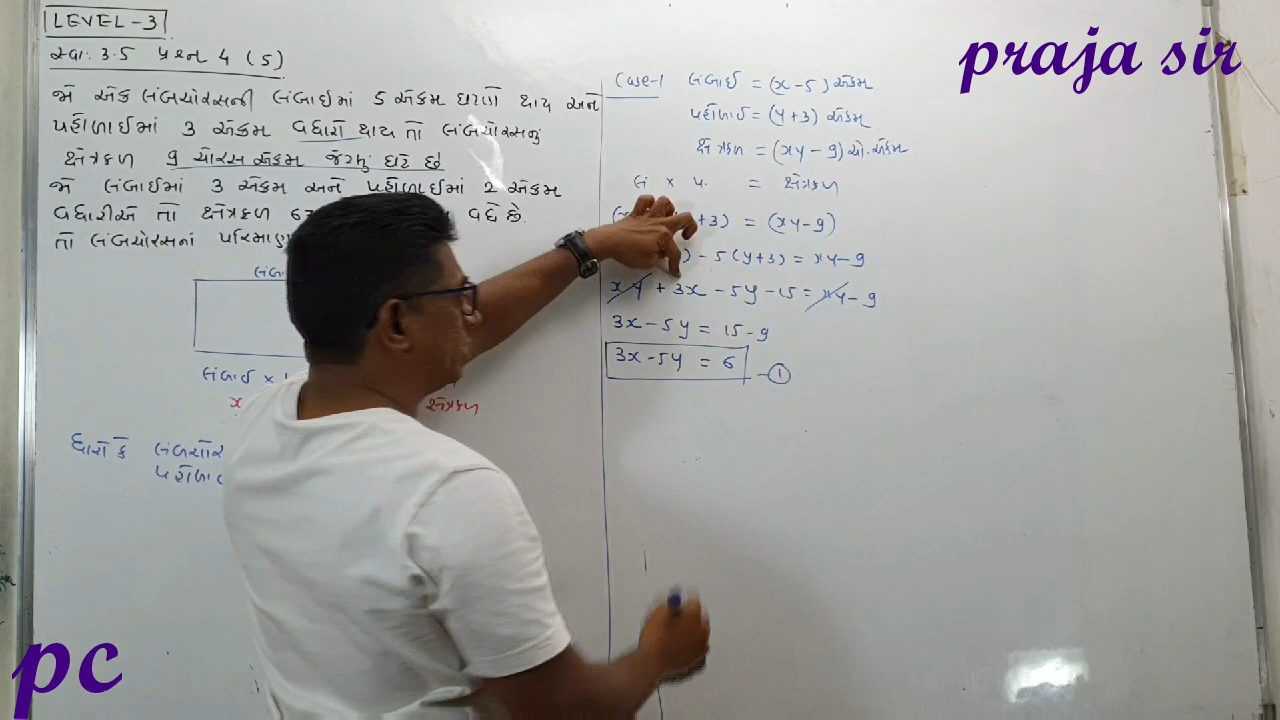 LEVEL-3
સ્વા. 3.5 પ્રશ્ન 4 (5)
જો એક લંબચોરસની લંબાઈમાં 5 એકમ ઘટાડો થાય અને
પહોળાઈમાં 3 એકમ વધારો થાય તો લંબચોરસનું
ક્ષેત્રફળ 9 ચોરસ એકમ જેટલું ઘટે છે
જો લંબાઈમાં 3 એકમ અને પહોળાઈમાં 2 એકમ
વધારીએ તો ક્ષેત્રફળ વધે છે.
તો લંબચોરસનાં પરિમાણ
લંબાઈ ×
x ક્ષેત્રફળ
ધારો કે
Case-1 લંબાઈ = (x-5) એકમ
પહોળાઈ = (y+3) એકમ
ક્ષેત્રફળ = (xy-9) ચો.એકમ
લં × પ. = ક્ષેત્રફળ
+3) = (xy-9)
) -5(y+3) = xy-9
xy + 3x -5y -15 = xy-9
3x-5y = 15-9
3x-5y = 6 —①
praja sir
pc